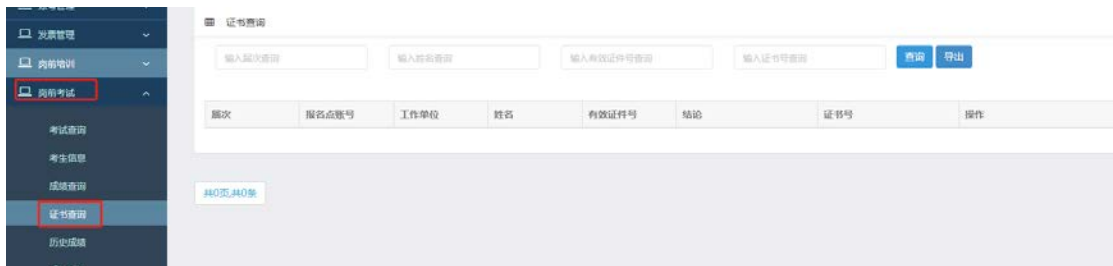 证书查询
发票管理
输入届次查询 输入姓名查询 输入有效证件号查询 输入证书号查询 查询 导出
岗前培训
岗前考试
届次 报名点账号 工作单位 姓名 有效证件号 结论 证书号 操作
考试查询
考生信息
成绩查询
共0页,共0条
证书查询
历史成绩